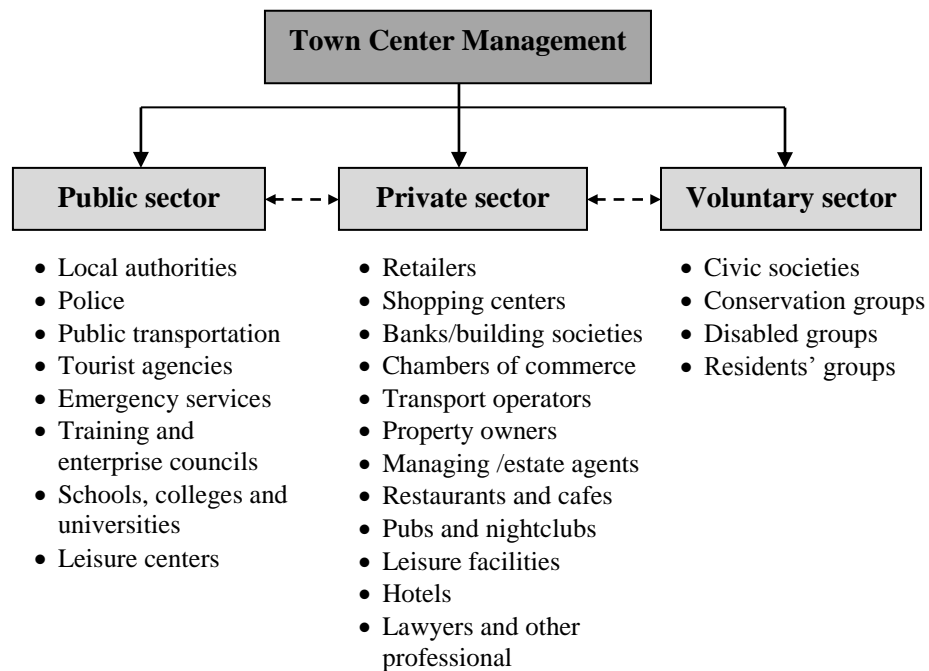 Town Center Management
Public sector
Private sector
Voluntary sector
• Local authorities
• Police
• Public transportation
• Tourist agencies
• Emergency services
• Training and
enterprise councils
• Schools, colleges and
universities
• Leisure centers
• Retailers
• Shopping centers
• Banks/building societies
• Chambers of commerce
• Transport operators
• Property owners
• Managing /estate agents
• Restaurants and cafes
• Pubs and nightclubs
• Leisure facilities
• Hotels
• Lawyers and other
professional
• Civic societies
• Conservation groups
• Disabled groups
• Residents’ groups